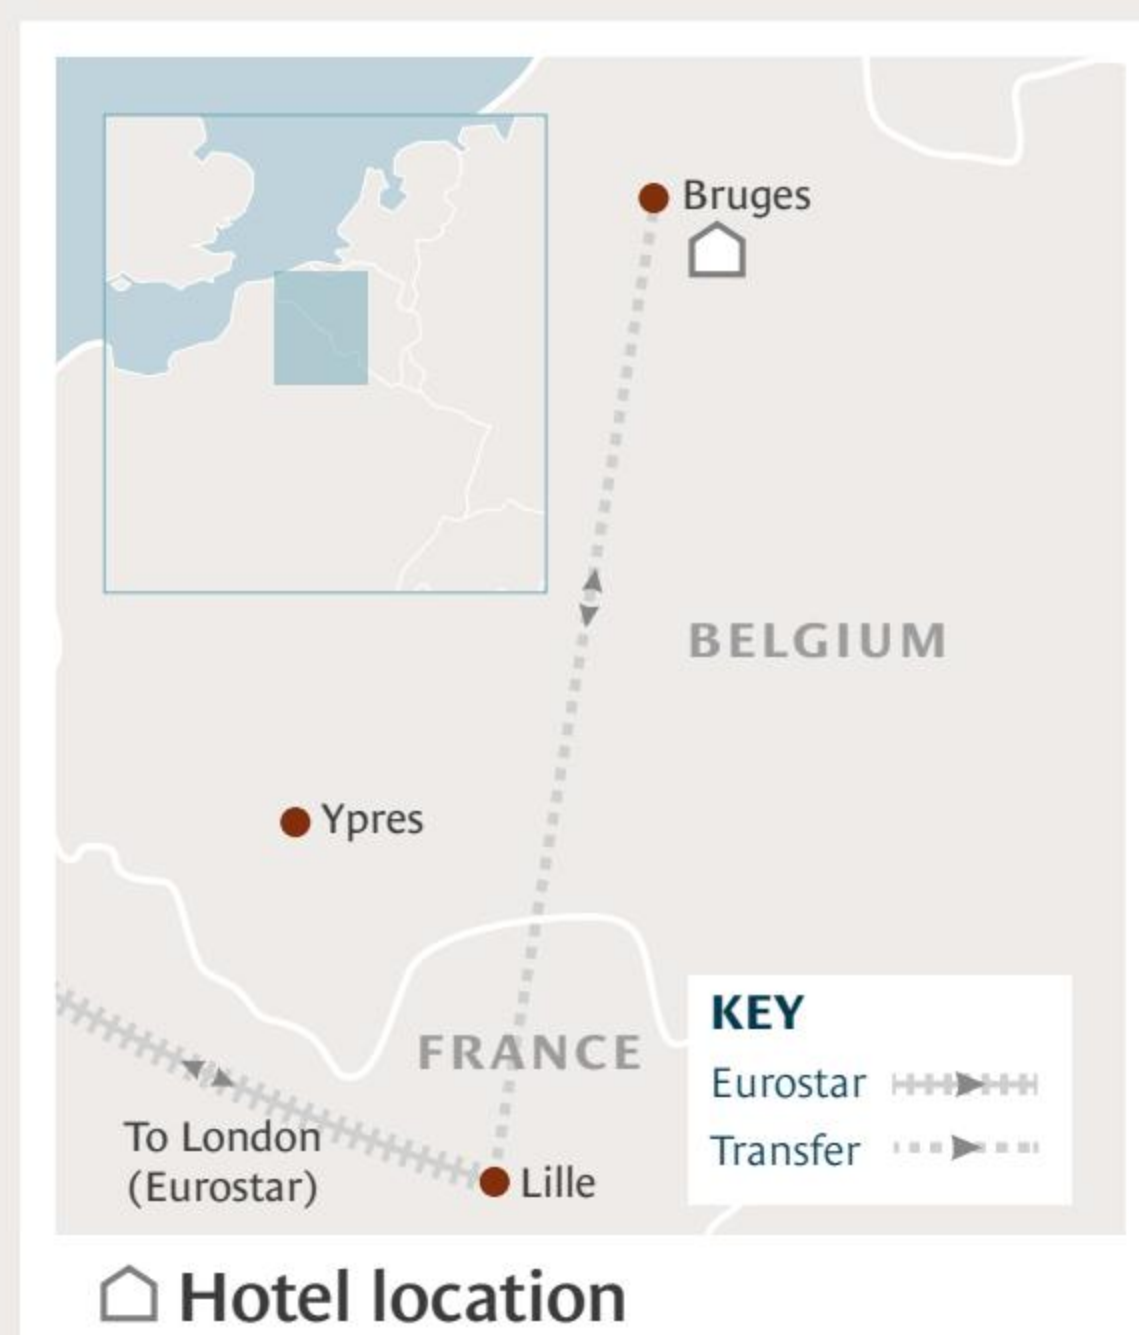 Bruges
BELGIUM
Ypres
FRANCE
To London
(Eurostar)
Lille
KEY
Eurostar
Transfer
Hotel location